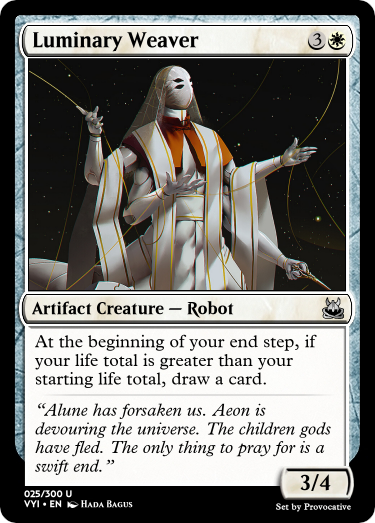 Luminary Weaver 3
Artifact Creature — Robot
At the beginning of your end step, if
your life total is greater than your
starting life total, draw a card.
“Alune has forsaken us. Aeon is
devouring the universe. The children gods
have fled. The only thing to pray for is a
swift end.”
3/4
025/300 U
VYI • EN Hada Bagus
Set by Provocative